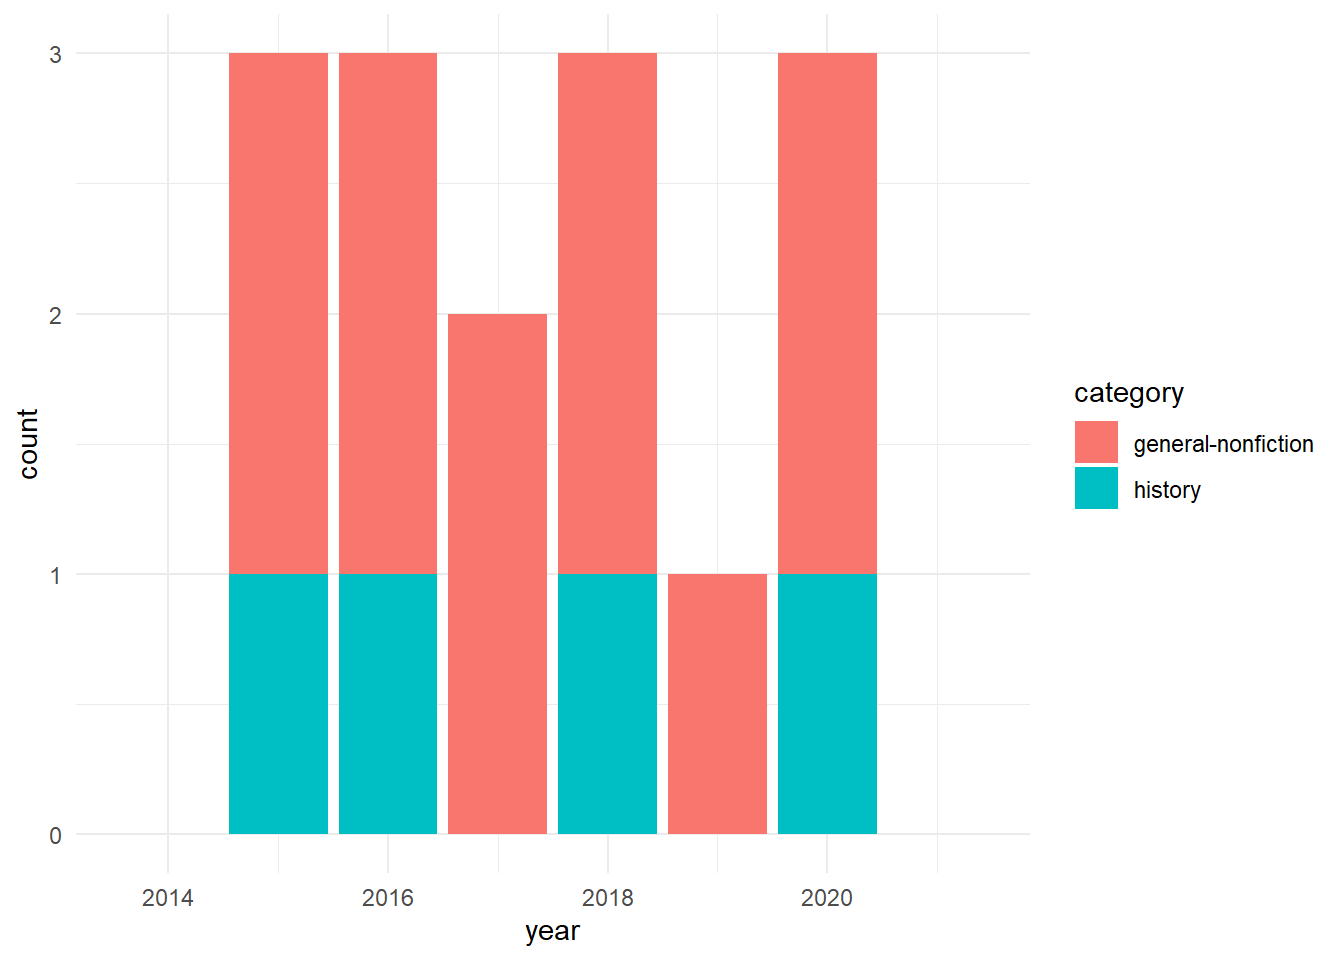 3
2
1
0
count
2014 2016 2018 2020
year
category
general-nonfiction
history